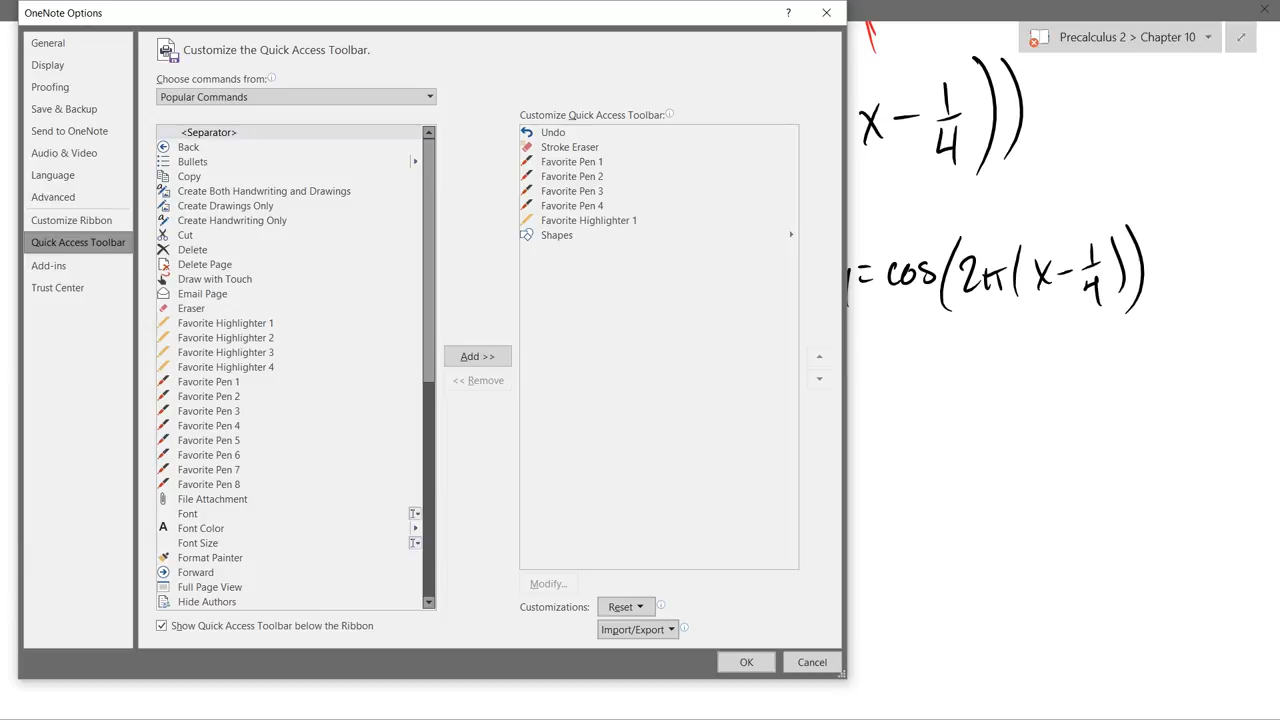 OneNote Options
?
General
Display
Proofing
Save & Backup
Send to OneNote
Audio & Video
Language
Advanced
Customize Ribbon
Quick Access Toolbar
Add-ins
Trust Center
Customize the Quick Access Toolbar.
Choose commands from:
Popular Commands
<Separator>
Back
Bullets
Copy
Create Both Handwriting and Drawings
Create Drawings Only
Create Handwriting Only
Cut
Delete
Delete Page
Draw with Touch
Email Page
Eraser
Favorite Highlighter 1
Favorite Highlighter 2
Favorite Highlighter 3
Favorite Highlighter 4
Favorite Pen 1
Favorite Pen 2
Favorite Pen 3
Favorite Pen 4
Favorite Pen 5
Favorite Pen 6
Favorite Pen 7
Favorite Pen 8
File Attachment
Font
Font Color
Font Size
Format Painter
Forward
Full Page View
Hide Authors
Show Quick Access Toolbar below the Ribbon
Add >>
<< Remove
Customize Quick Access Toolbar:
Undo
Stroke Eraser
Favorite Pen 1
Favorite Pen 2
Favorite Pen 3
Favorite Pen 4
Favorite Highlighter 1
Shapes
Modify...
Customizations:
Reset
Import/Export
OK
Cancel
Precalculus 2 > Chapter 10
x - 1/4))
= cos(2π(x - 1/4))